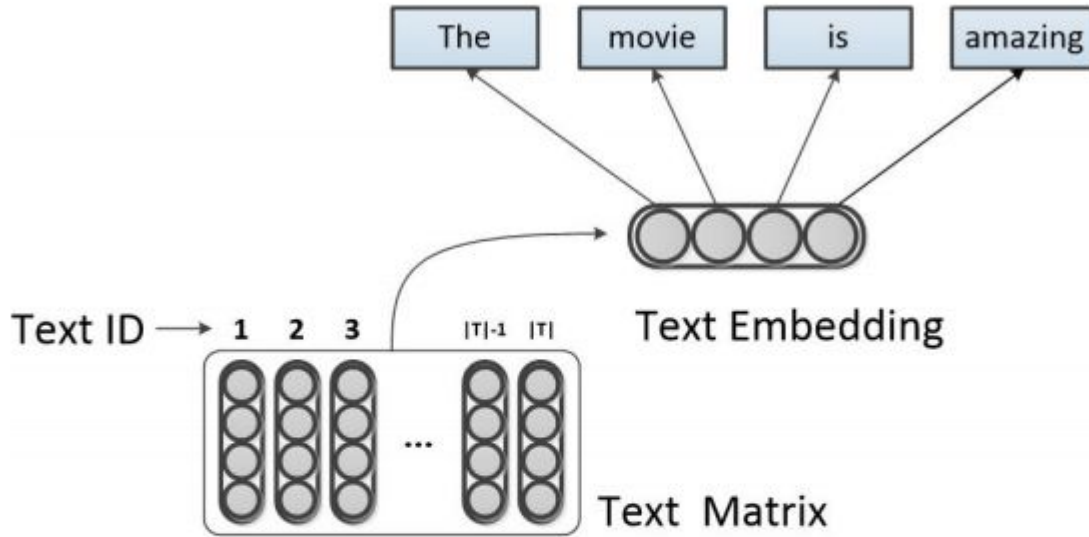 The movie is amazing
Text Embedding
Text ID 1 2 3 ... |T|-1 |T|
Text Matrix